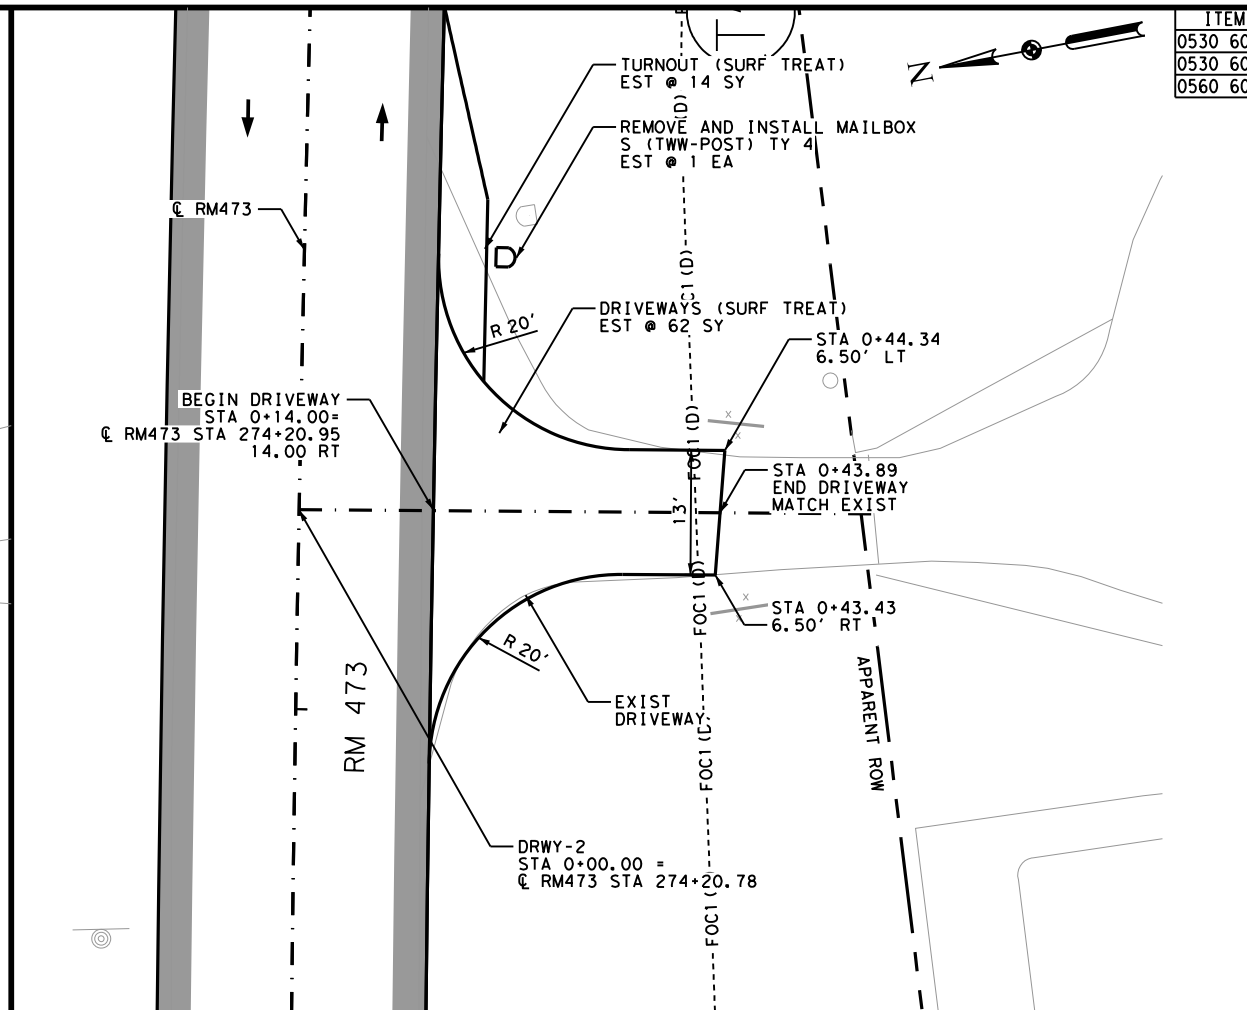 ITEM
0530 60
0530 60
0560 60
N
TURNOUT (SURF TREAT)
EST @ 14 SY
REMOVE AND INSTALL MAILBOX
S (TWW-POST) TY 4
EST @ 1 EA
℄ RM473
DRIVEWAYS (SURF TREAT)
EST @ 62 SY
R 20'
STA 0+44.34
6.50' LT
BEGIN DRIVEWAY
STA 0+14.00=
℄ RM473 STA 274+20.95
14.00 RT
STA 0+43.89
END DRIVEWAY
MATCH EXIST
13'
STA 0+43.43
6.50' RT
R 20'
EXIST
DRIVEWAY
RM 473
APPARENT ROW
DRWY-2
STA 0+00.00 =
℄ RM473 STA 274+20.78
(D)
FOC1 (D)
FOC1 (D)
FOC1 (D)
FOC1 (D
FOC1 (
x
x
x
x